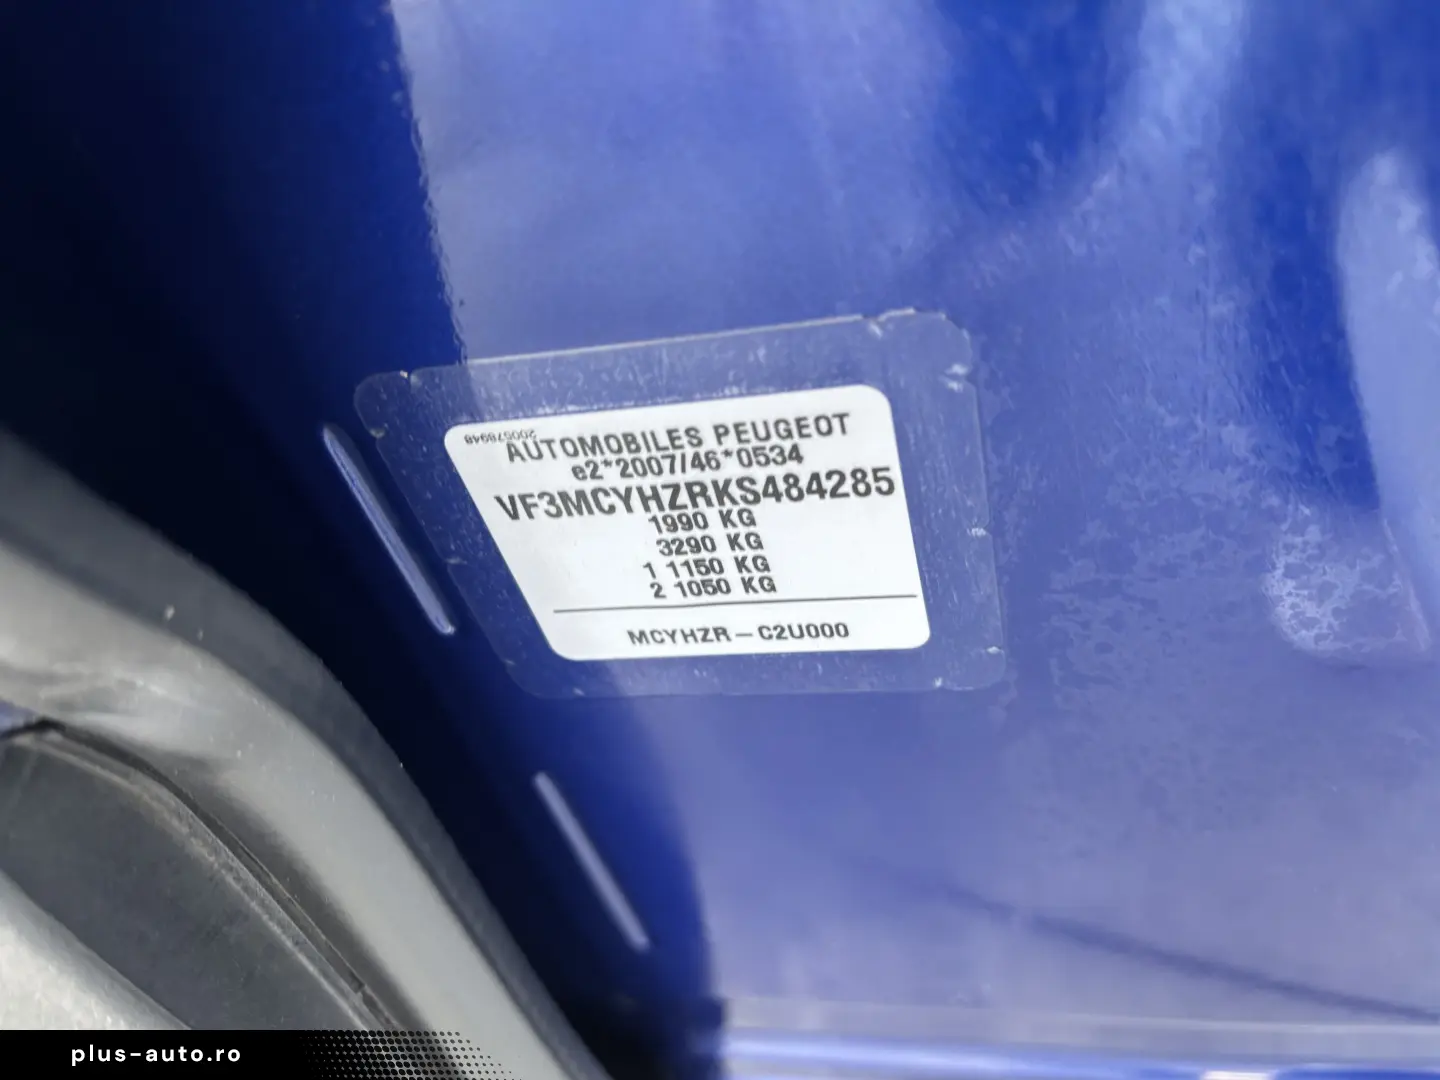 200578948
AUTOMOBILES PEUGEOT
e2*2007/46*0534
VF3MCYHZRKS484285
1990 KG
3290 KG
1 1150 KG
2 1050 KG
MCYHZR – C2U000
plus-auto.ro